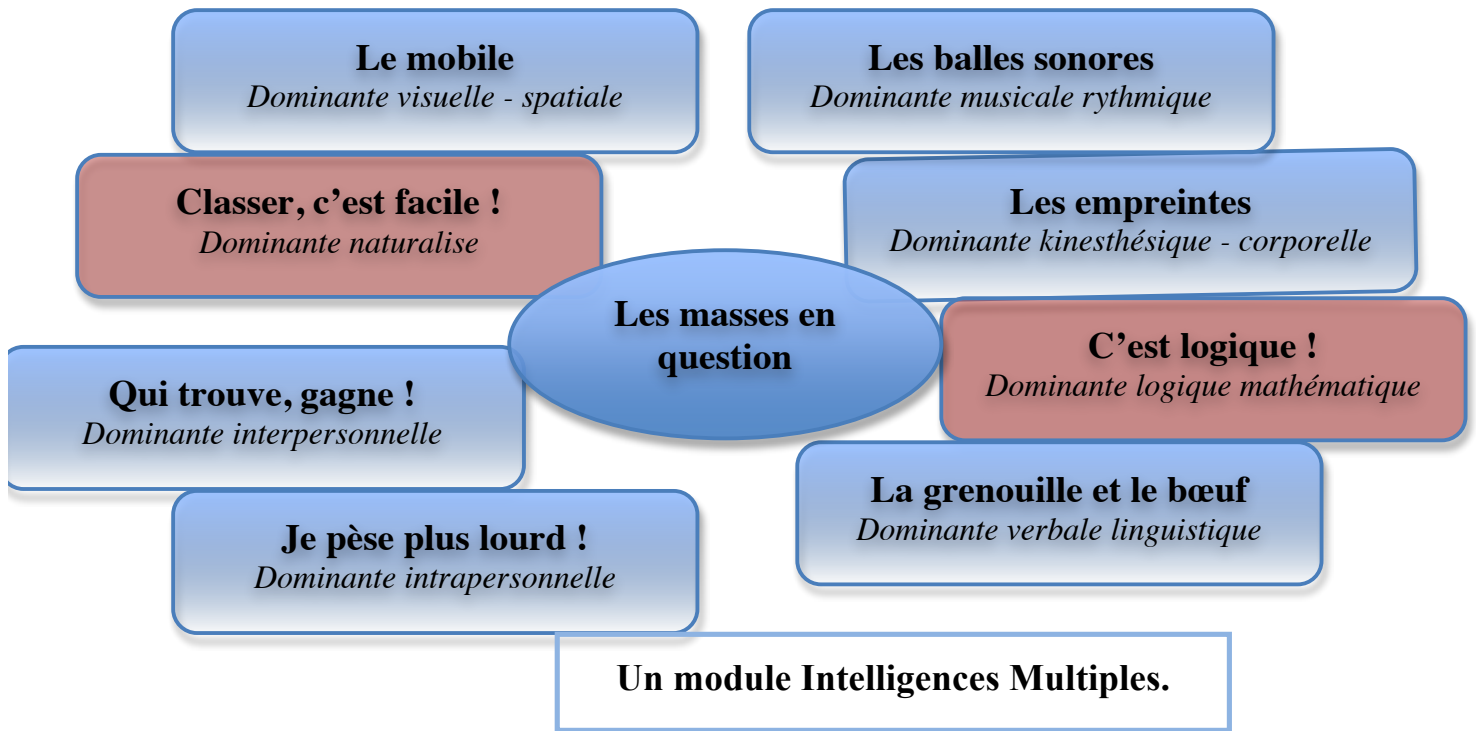 Le mobile
Dominante visuelle - spatiale
Les balles sonores
Dominante musicale rythmique
Classer, c’est facile !
Dominante naturalise
Les empreintes
Dominante kinesthésique - corporelle
Les masses en
question
C’est logique !
Dominante logique mathématique
Qui trouve, gagne !
Dominante interpersonnelle
La grenouille et le bœuf
Dominante verbale linguistique
Je pèse plus lourd !
Dominante intrapersonnelle
Un module Intelligences Multiples.